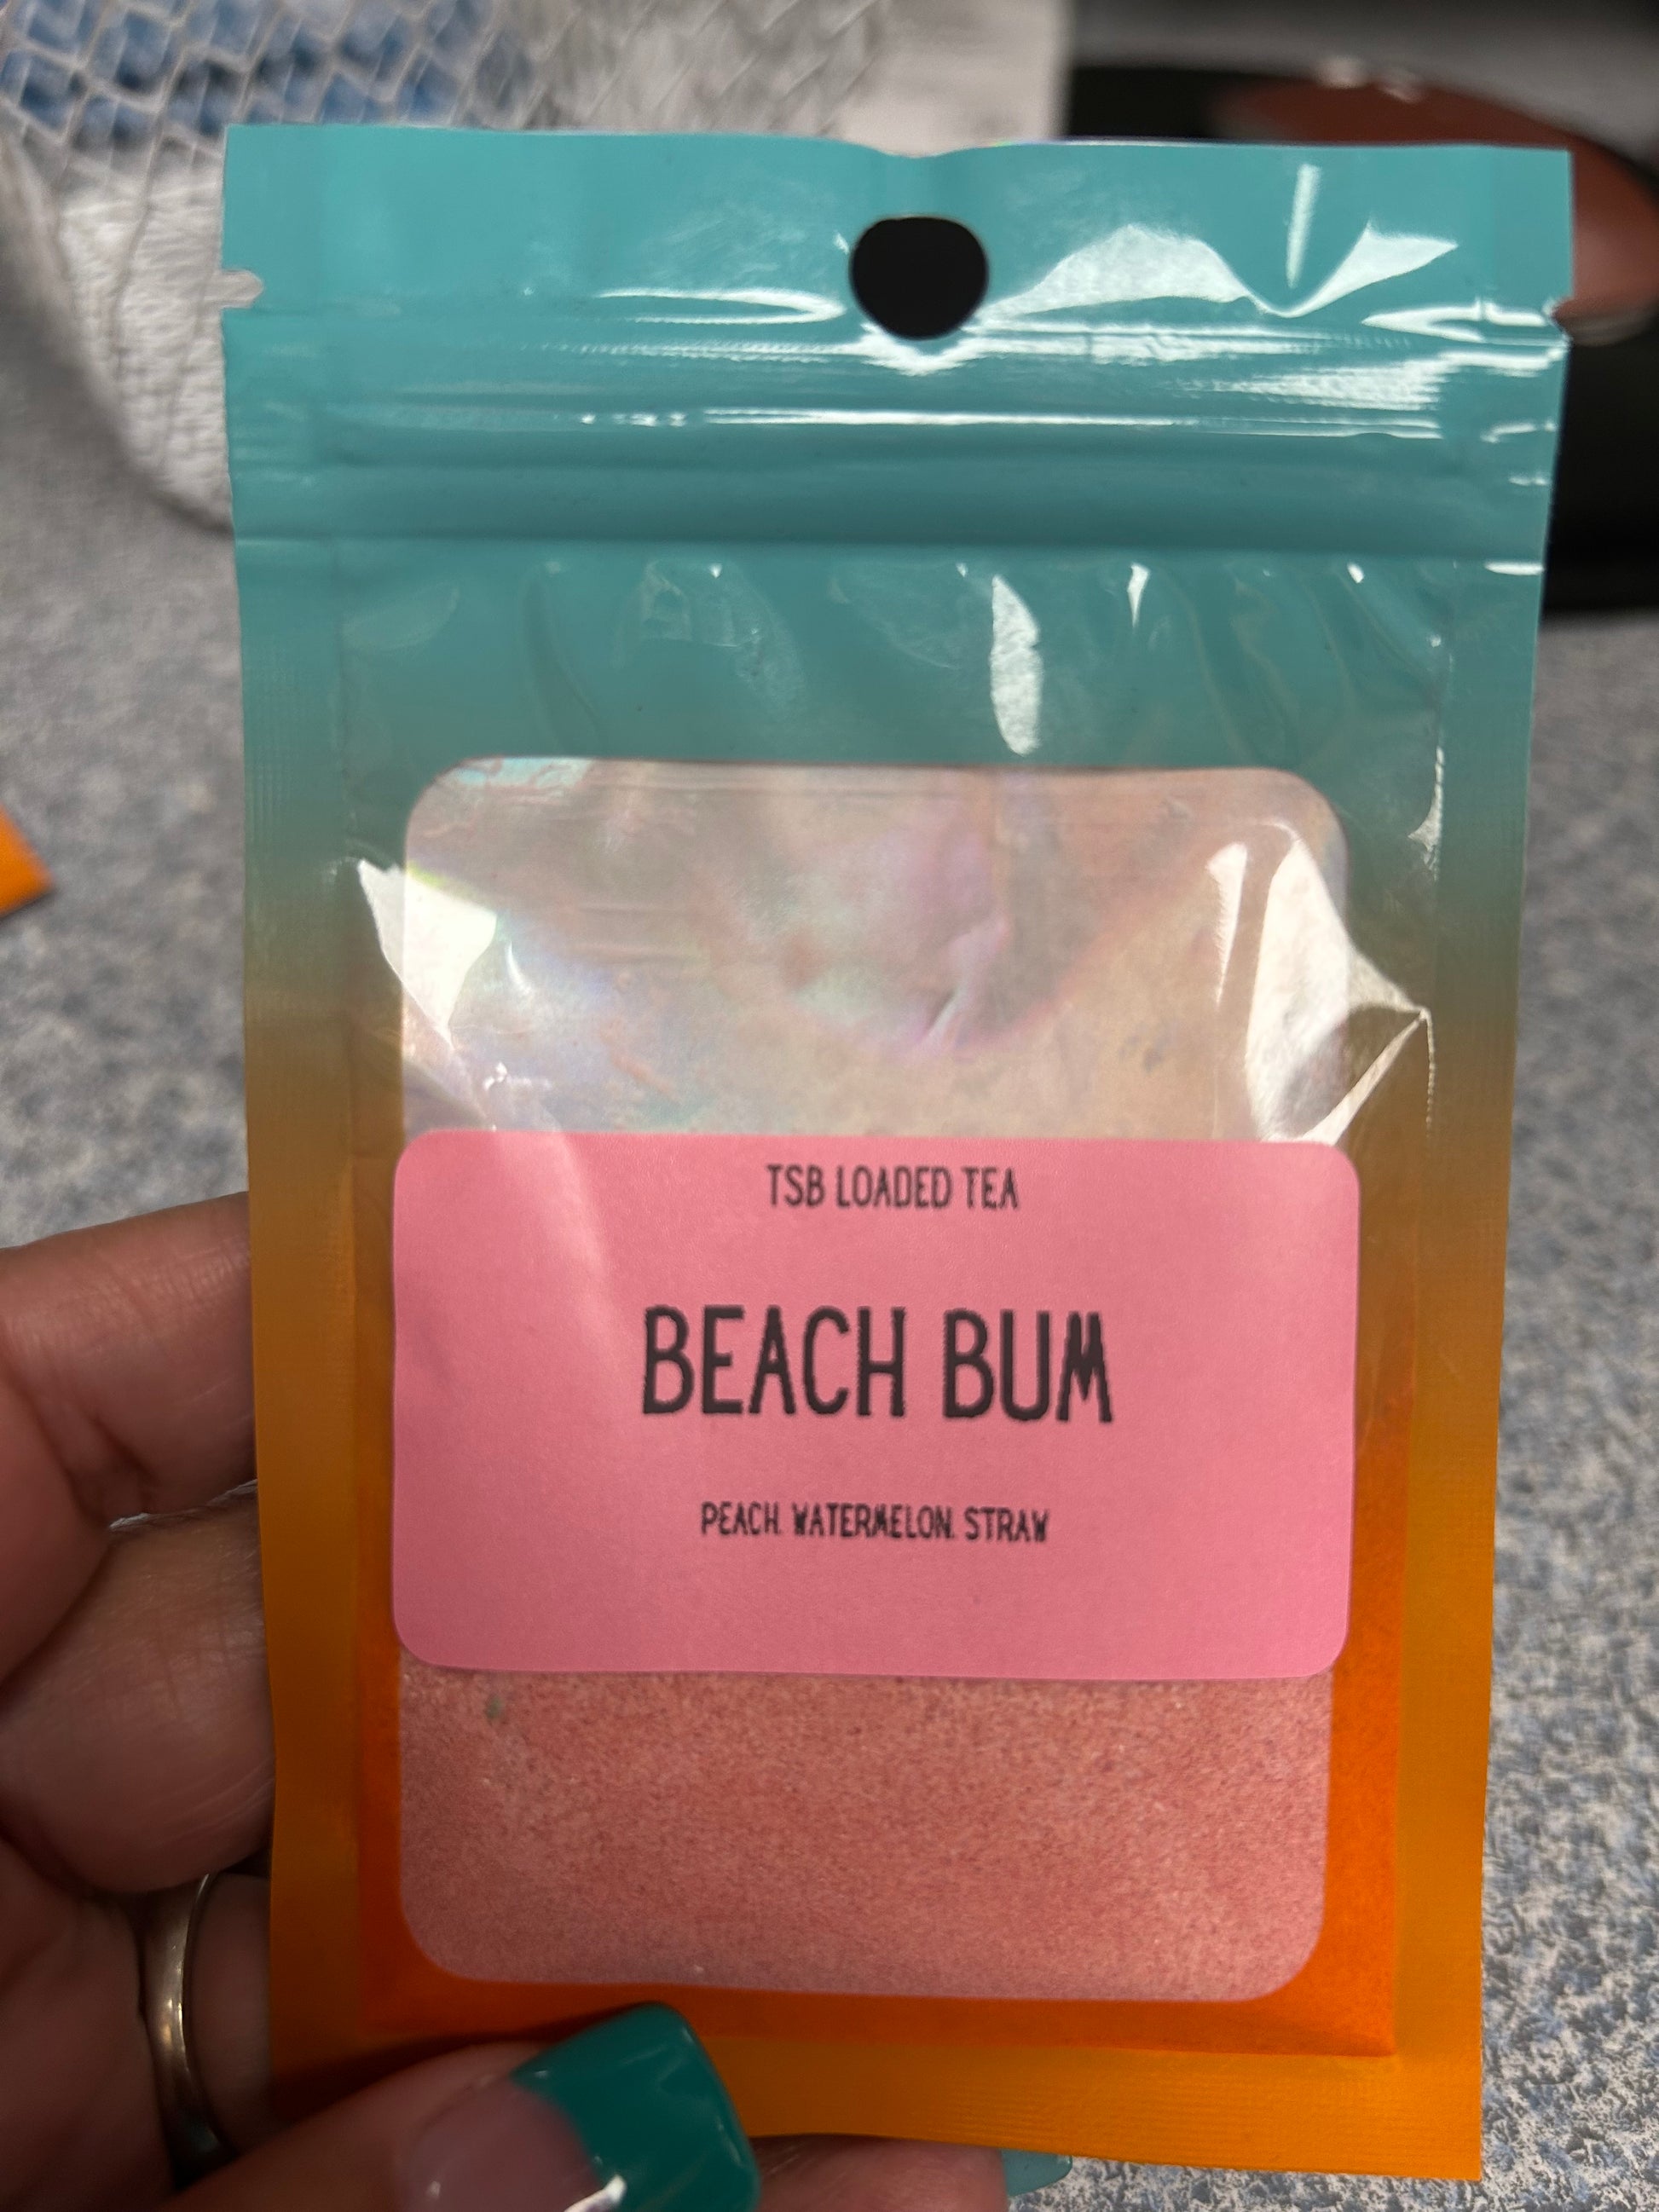 TSB LOADED TEA
BEACH BUM
PEACH. WATERMELON. STRAW